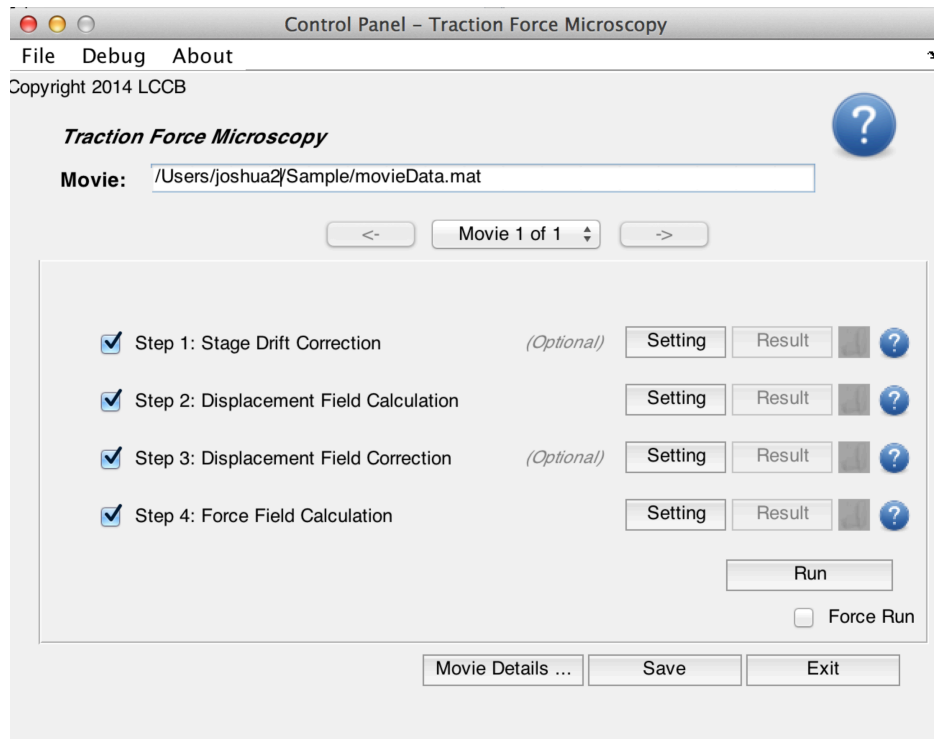 Control Panel – Traction Force Microscopy
File Debug About
Copyright 2014 LCCB
Traction Force Microscopy
?
Movie: /Users/joshua2/Sample/movieData.mat
<- Movie 1 of 1 ->
Step 1: Stage Drift Correction (Optional) Setting Result ?
Step 2: Displacement Field Calculation Setting Result ?
Step 3: Displacement Field Correction (Optional) Setting Result ?
Step 4: Force Field Calculation Setting Result ?
Run
Force Run
Movie Details ... Save Exit